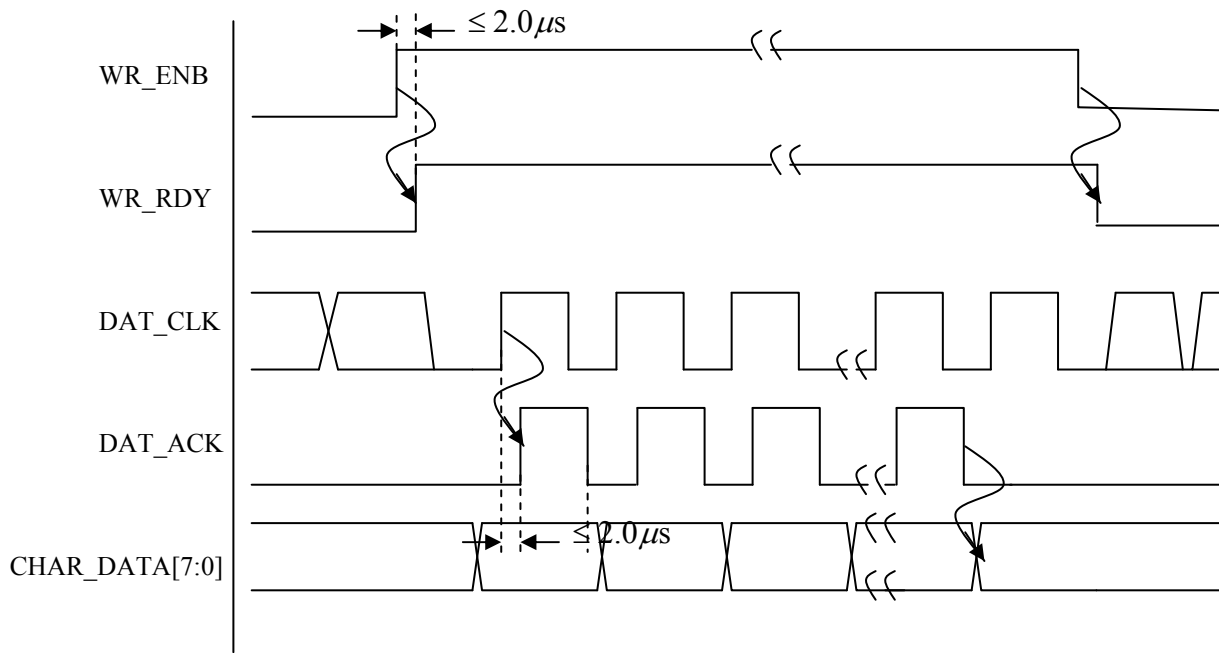 ≤ 2.0μs
WR_ENB
WR_RDY
DAT_CLK
DAT_ACK
≤ 2.0μs
CHAR_DATA[7:0]